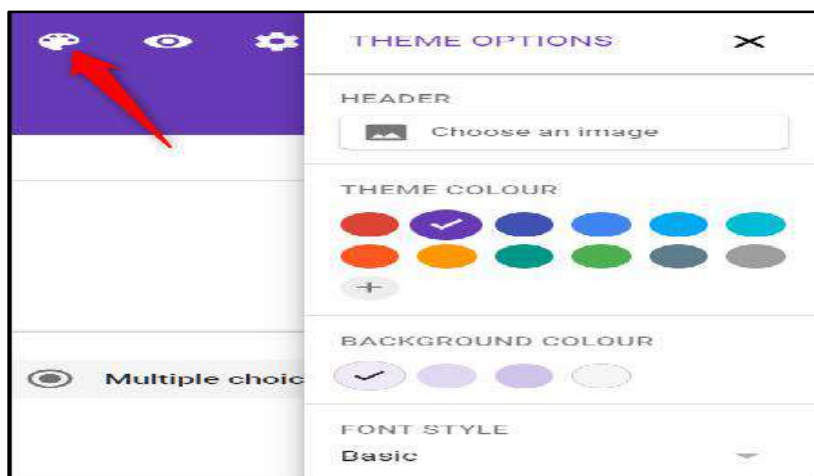 THEME OPTIONS
HEADER
Choose an image
THEME COLOUR
BACKGROUND COLOUR
Multiple choic
FONT STYLE
Basic